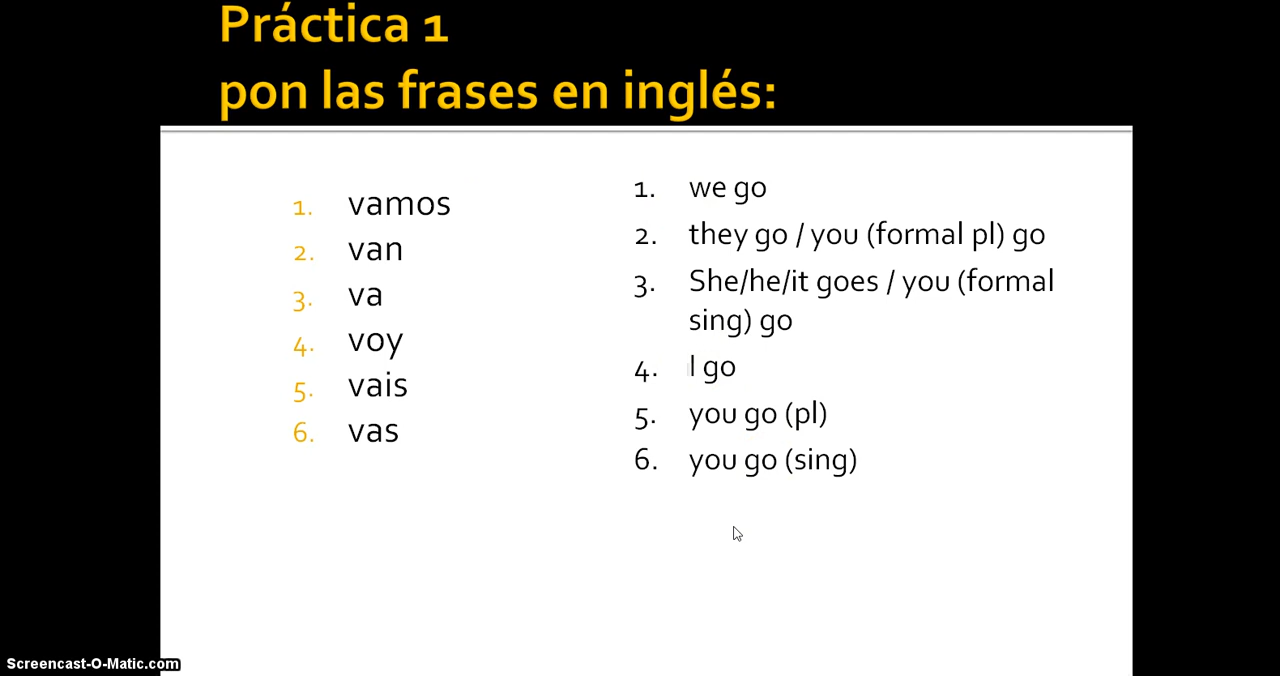 Práctica 1
pon las frases en inglés:
1. vamos
2. van
3. va
4. voy
5. vais
6. vas
1. we go
2. they go / you (formal pl) go
3. She/he/it goes / you (formal
sing) go
4. I go
5. you go (pl)
6. you go (sing)
Screencast-O-Matic.com